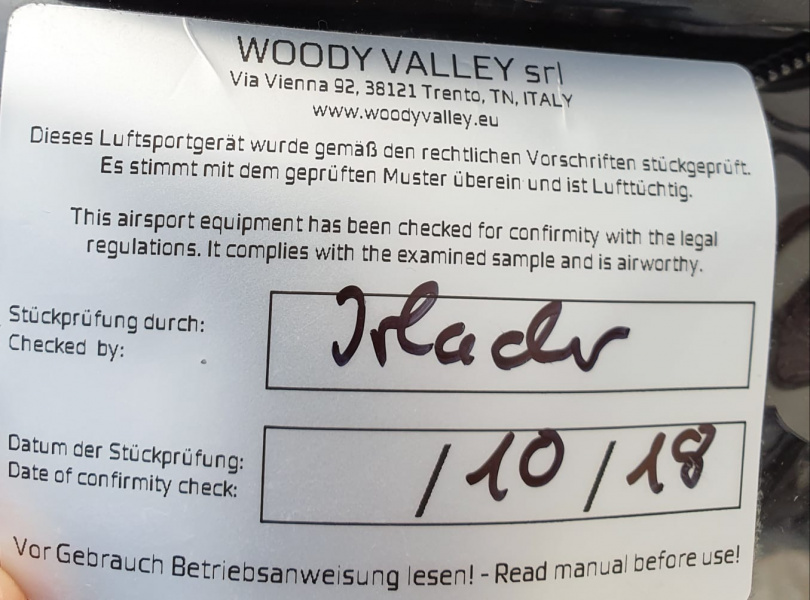 WOODY VALLEY srl
Via Vienna 92, 38121 Trento, TN, ITALY
www.woodyvalley.eu
Dieses Luftsportgerät wurde gemäß den rechtlichen Vorschriften stückgeprüft.
Es stimmt mit dem geprüften Muster überein und ist Lufttüchtig.
This airsport equipment has been checked for confirmity with the legal
regulations. It complies with the examined sample and is airworthy.
Stückprüfung durch:
Checked by:
Datum der Stückprüfung:
Date of confirmity check:
/10/18
Vor Gebrauch Betriebsanweisung lesen! - Read manual before use!